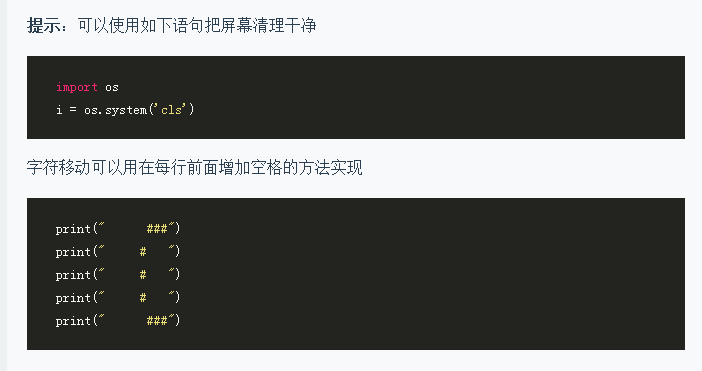 提示：可以使用如下语句把屏幕清理干净
import os
i = os.system('cls')
字符移动可以用在每行前面增加空格的方法实现
print("      ###")
print("     #   ")
print("     #   ")
print("     #   ")
print("      ###")